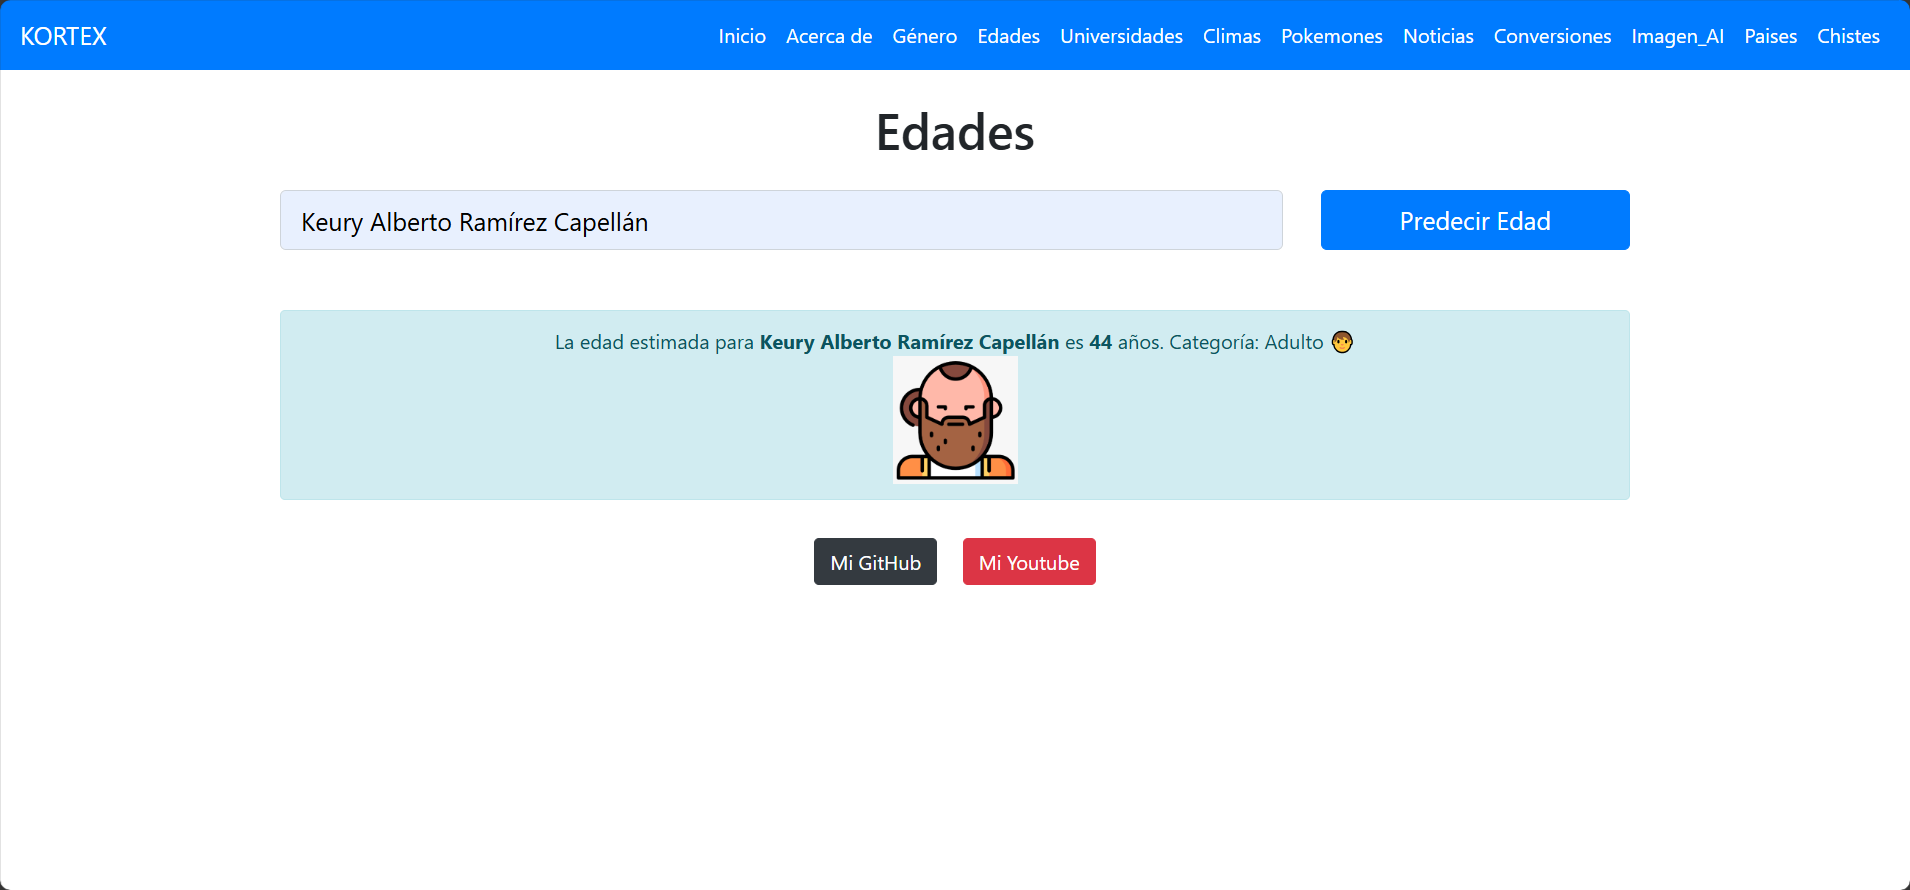 KORTEX Inicio Acerca de Género Edades Universidades Climas Pokemones Noticias Conversiones Imagen_AI Paises Chistes
Edades
Keury Alberto Ramírez Capellán Predecir Edad
La edad estimada para Keury Alberto Ramírez Capellán es 44 años. Categoría: Adulto 🧑
Mi GitHub Mi Youtube